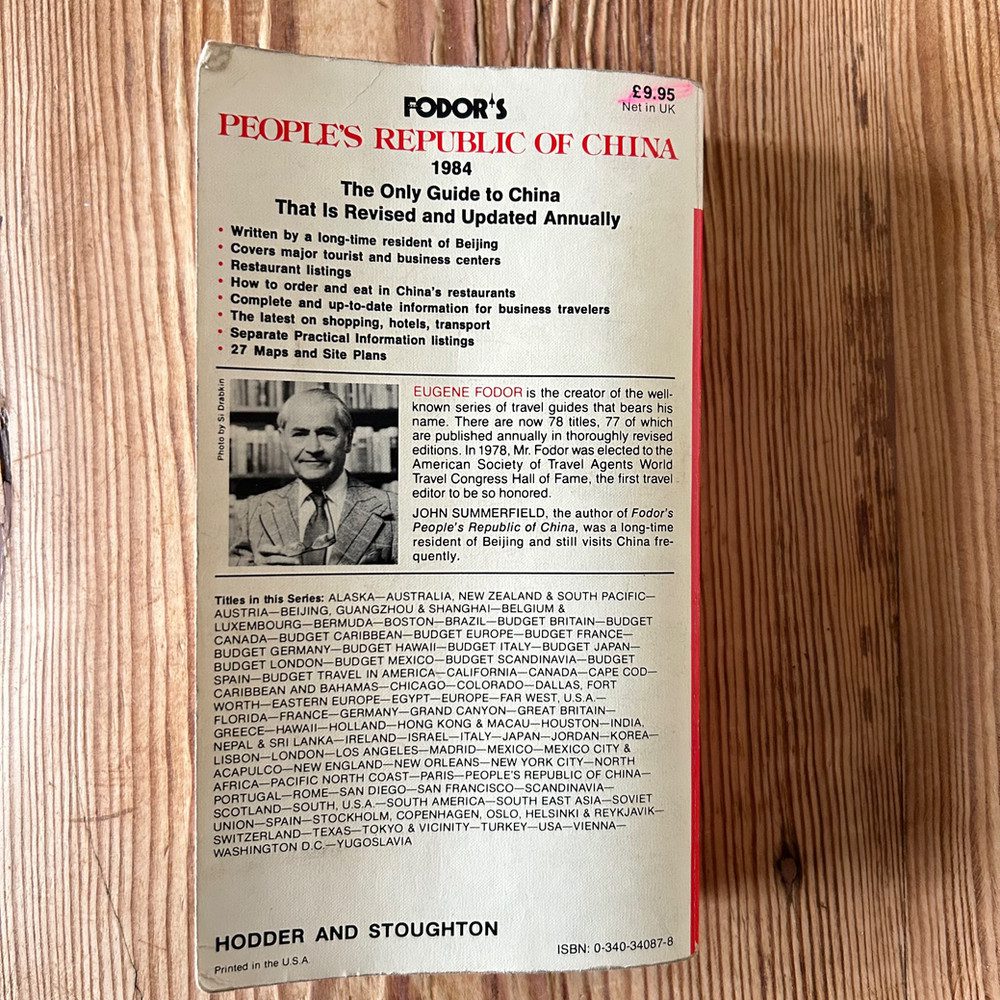 £9.95
Net in UK
FODOR'S
PEOPLE'S REPUBLIC OF CHINA
1984
The Only Guide to China
That Is Revised and Updated Annually
• Written by a long-time resident of Beijing
• Covers major tourist and business centers
• Restaurant listings
• How to order and eat in China's restaurants
• Complete and up-to-date information for business travelers
• The latest on shopping, hotels, transport
• Separate Practical Information listings
• 27 Maps and Site Plans
Photo by Si Drabkin
EUGENE FODOR is the creator of the well-
known series of travel guides that bears his
name. There are now 78 titles, 77 of which
are published annually in thoroughly revised
editions. In 1978, Mr. Fodor was elected to the
American Society of Travel Agents World
Travel Congress Hall of Fame, the first travel
editor to be so honored.
JOHN SUMMERFIELD, the author of Fodor's
People's Republic of China, was a long-time
resident of Beijing and still visits China fre-
quently.
Titles in this Series: ALASKA—AUSTRALIA, NEW ZEALAND & SOUTH PACIFIC—
AUSTRIA—BEIJING, GUANGZHOU & SHANGHAI—BELGIUM &
LUXEMBOURG—BERMUDA—BOSTON—BRAZIL—BUDGET BRITAIN—BUDGET
CANADA—BUDGET CARIBBEAN—BUDGET EUROPE—BUDGET FRANCE—
BUDGET GERMANY—BUDGET HAWAII—BUDGET ITALY—BUDGET JAPAN—
BUDGET LONDON—BUDGET MEXICO—BUDGET SCANDINAVIA—BUDGET
SPAIN—BUDGET TRAVEL IN AMERICA—CALIFORNIA—CANADA—CAPE COD—
CARIBBEAN AND BAHAMAS—CHICAGO—COLORADO—DALLAS, FORT
WORTH—EASTERN EUROPE—EGYPT—EUROPE—FAR WEST, U.S.A.—
FLORIDA—FRANCE—GERMANY—GRAND CANYON—GREAT BRITAIN—
GREECE—HAWAII—HOLLAND—HONG KONG & MACAU—HOUSTON—INDIA,
NEPAL & SRI LANKA—IRELAND—ISRAEL—ITALY—JAPAN—JORDAN—KOREA—
LISBON—LONDON—LOS ANGELES—MADRID—MEXICO—MEXICO CITY &
ACAPULCO—NEW ENGLAND—NEW ORLEANS—NEW YORK CITY—NORTH
AFRICA—PACIFIC NORTH COAST—PARIS—PEOPLE'S REPUBLIC OF CHINA—
PORTUGAL—ROME—SAN DIEGO—SAN FRANCISCO—SCANDINAVIA—
SCOTLAND—SOUTH, U.S.A.—SOUTH AMERICA—SOUTH EAST ASIA—SOVIET
UNION—SPAIN—STOCKHOLM, COPENHAGEN, OSLO, HELSINKI & REYKJAVIK—
SWITZERLAND—TEXAS—TOKYO & VICINITY—TURKEY—USA—VIENNA—
WASHINGTON D.C.—YUGOSLAVIA
HODDER AND STOUGHTON
Printed in the U.S.A.
ISBN: 0-340-34087-8